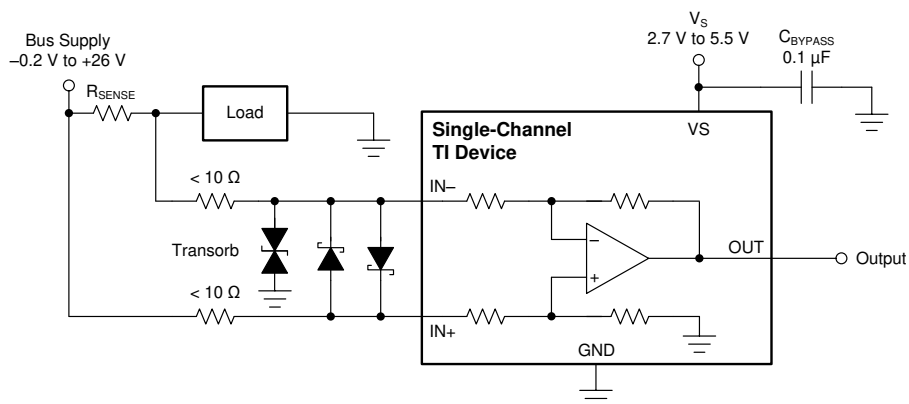 Bus Supply
–0.2 V to +26 V
RSENSE
Load
VS
2.7 V to 5.5 V
CBYPASS
0.1 µF
VS
Single-Channel
TI Device
< 10 Ω
IN–
Transorb
–
+
OUT
Output
< 10 Ω
IN+
GND